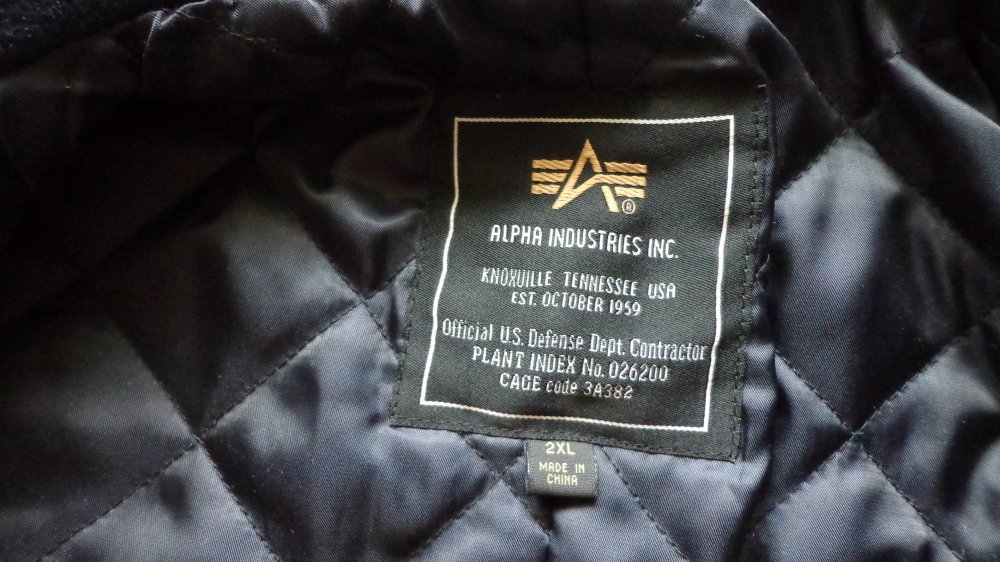 ALPHA INDUSTRIES INC.
KNOXUILLE TENNESSEE USA
EST. OCTOBER 1959
Official U.S. Defense Dept. Contractor
PLANT INDEX No. 026200
CAGE code 3A382
2XL
MADE IN
CHINA